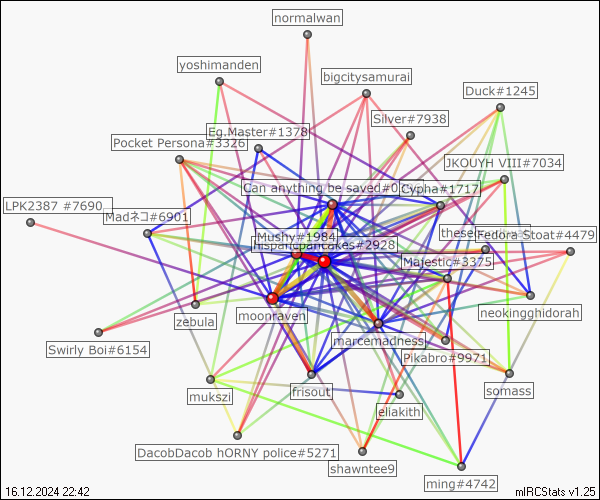 normalwan
yoshimanden
bigcitysamurai
Duck#1245
Silver#7938
Eg.Master#1378
Pocket Persona#3326
JKOUYH VIII#7034
Can anything be saved#0
Cypha#1717
LPK2387 #7690
Madネコ#6901
Mushy#1984
Fedora Stoat#4479
hispanicpancakes#2928
Majestic#3375
moonraven
neokingghidorah
zebula
marcemadness
Swirly Boi#6154
Pikabro#9971
mukszi
frisout
somass
eliakith
DacobDacob hORNY police#5271
shawntee9
ming#4742
16.12.2024 22:42
mIRCStats v1.25